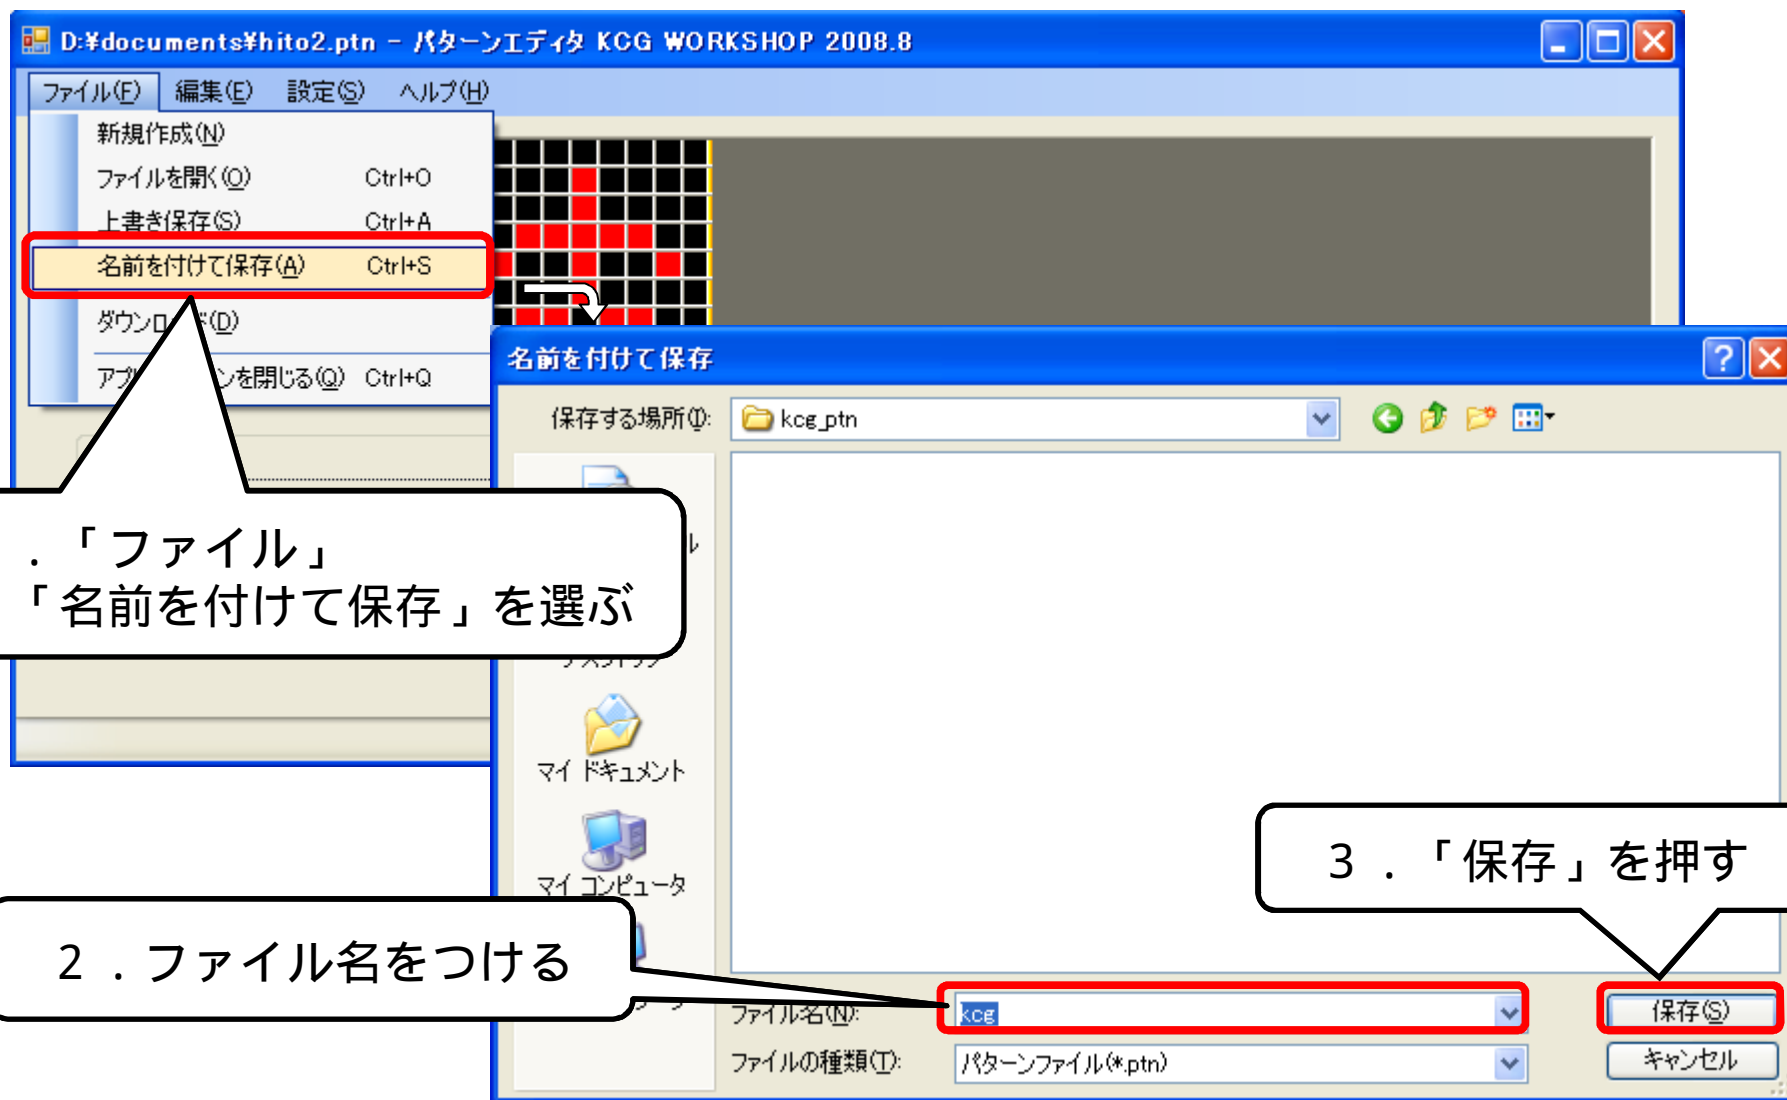 D:¥documents¥hito2.ptn - パターンエディタ KCG WORKSHOP 2008.8
ファイル(F) 編集(E) 設定(S) ヘルプ(H)
新規作成(N)
ファイルを開く(O) Ctrl+O
上書き保存(S) Ctrl+A
名前を付けて保存(A) Ctrl+S
ダウンロード(D)
を閉じる(Q) Ctrl+Q
名前を付けて保存
保存する場所(I):
kcg_ptn
.「ファイル」
「名前を付けて保存」を選ぶ
デスクトップ
マイ ドキュメント
マイ コンピュータ
3.「保存」を押す
2.ファイル名をつける
ファイル名(N):
kcg
保存(S)
ファイルの種類(T):
パターンファイル(*.ptn)
キャンセル